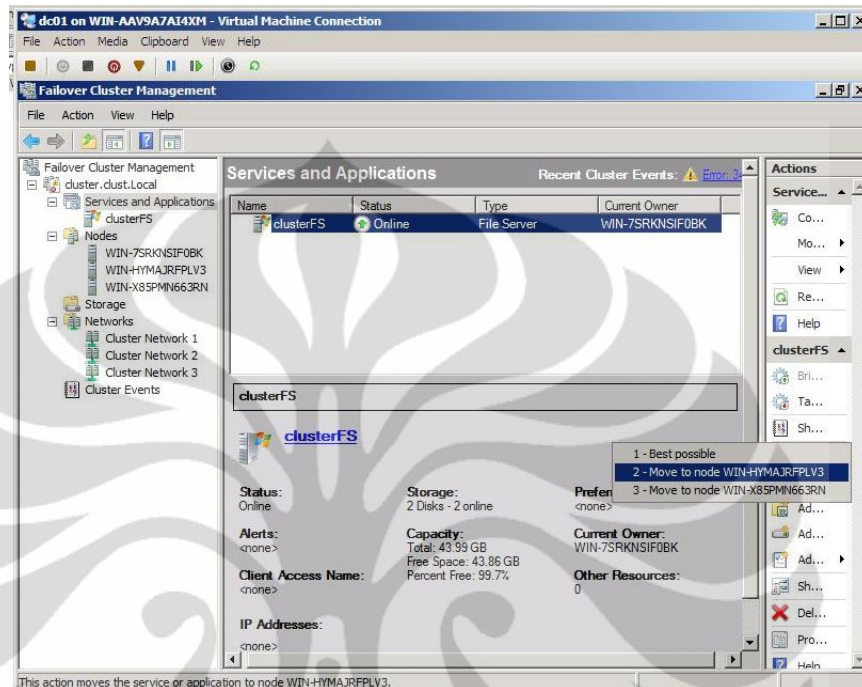 dc01 on WIN-AAV9A7AI4XM - Virtual Machine Connection
File Action Media Clipboard View Help
Failover Cluster Management
File Action View Help
Failover Cluster Management
cluster.clust.Local
Services and Applications
clusterFS
Nodes
WIN-7SRKNSIF0BK
WIN-HYMAJRFPLV3
WIN-X85PMN663RN
Storage
Networks
Cluster Network 1
Cluster Network 2
Cluster Network 3
Cluster Events
Services and Applications Recent Cluster Events: Error: 34
Name Status Type Current Owner
clusterFS Online File Server WIN-7SRKNSIF0BK
clusterFS
clusterFS
Status: Storage: Prefer
Online 2 Disks - 2 online <none>
Alerts: Capacity: Current Owner:
<none> Total: 43.99 GB WIN-7SRKNSIF0BK
Free Space: 43.86 GB
Client Access Name: Percent Free: 99.7% Other Resources:
<none> 0
IP Addresses:
<none>
1 - Best possible
2 - Move to node WIN-HYMAJRFPLV3
3 - Move to node WIN-X85PMN663RN
Actions
Service...
Co...
Mo...
View
Re...
Help
clusterFS
Bri...
Ta...
Sh...
Ad...
Ad...
Ad...
Sh...
Del...
Pro...
Help
This action moves the service or application to node WIN-HYMAJRFPLV3.